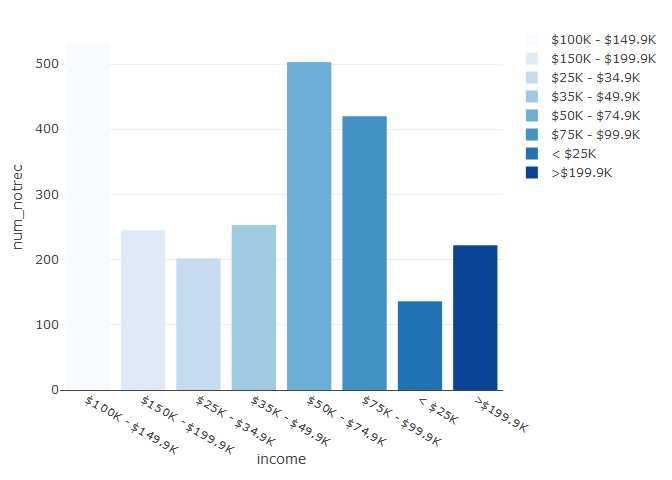 $100K - $149.9K
$150K - $199.9K
$25K - $34.9K
$35K - $49.9K
$50K - $74.9K
$75K - $99.9K
< $25K
>$199.9K
500
400
300
200
100
0
num_notrec
$100K - $149.9K
$150K - $199.9K
$25K - $34.9K
$35K - $49.9K
$50K - $74.9K
$75K - $99.9K
< $25K
>$199.9K
income